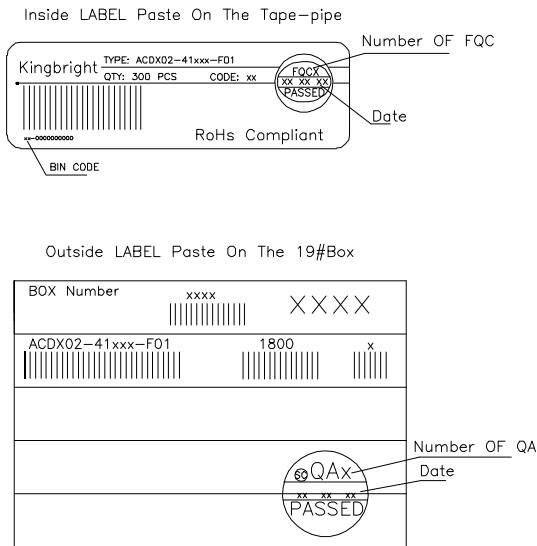 Inside LABEL Paste On The Tape-pipe
Number OF FQC
Kingbright
TYPE: ACDX02-41xxx-F01
QTY: 300 PCS CODE: xx
FQCX
XX XX XX
PASSED
Date
xx-0000000000
RoHs Compliant
BIN CODE
Outside LABEL Paste On The 19#Box
BOX Number
xxxx
XXXX
ACDX02-41xxx-F01 1800 x
Number OF QA
QAx
Date
xx xx xx
PASSED